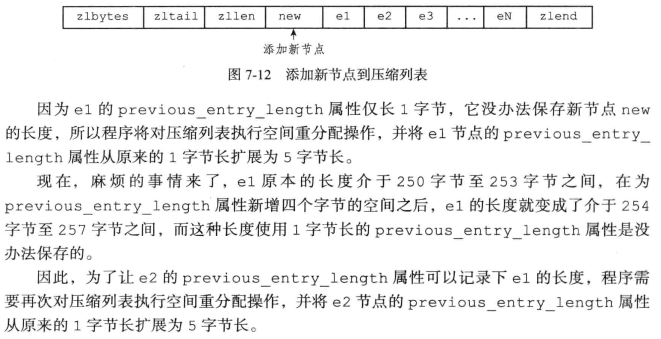 zlbytes zltail zllen new e1 e2 e3 ... eN zlend
添加新节点
图 7-12 添加新节点到压缩列表
因为 e1 的 previous_entry_length 属性仅长 1 字节，它没办法保存新节点 new
的长度，所以程序将对压缩列表执行空间重分配操作，并将 e1 节点的 previous_entry_
length 属性从原来的 1 字节长扩展为 5 字节长。
现在，麻烦的事情来了，e1 原本的长度介于 250 字节至 253 字节之间，在为
previous_entry_length 属性新增四个字节的空间之后，e1 的长度就变成了介于 254
字节至 257 字节之间，而这种长度使用 1 字节长的 previous_entry_length 属性是没
办法保存的。
因此，为了让 e2 的 previous_entry_length 属性可以记录下 e1 的长度，程序需
要再次对压缩列表执行空间重分配操作，并将 e2 节点的 previous_entry_length 属性
从原来的 1 字节长扩展为 5 字节长。